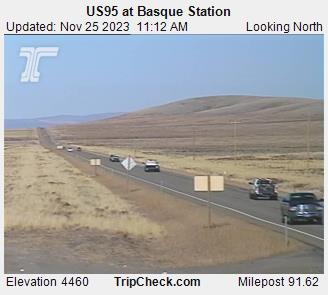 US95 at Basque Station
Updated: Nov 25 2023 11:12 AM Looking North
Elevation 4460 TripCheck.com Milepost 91.62